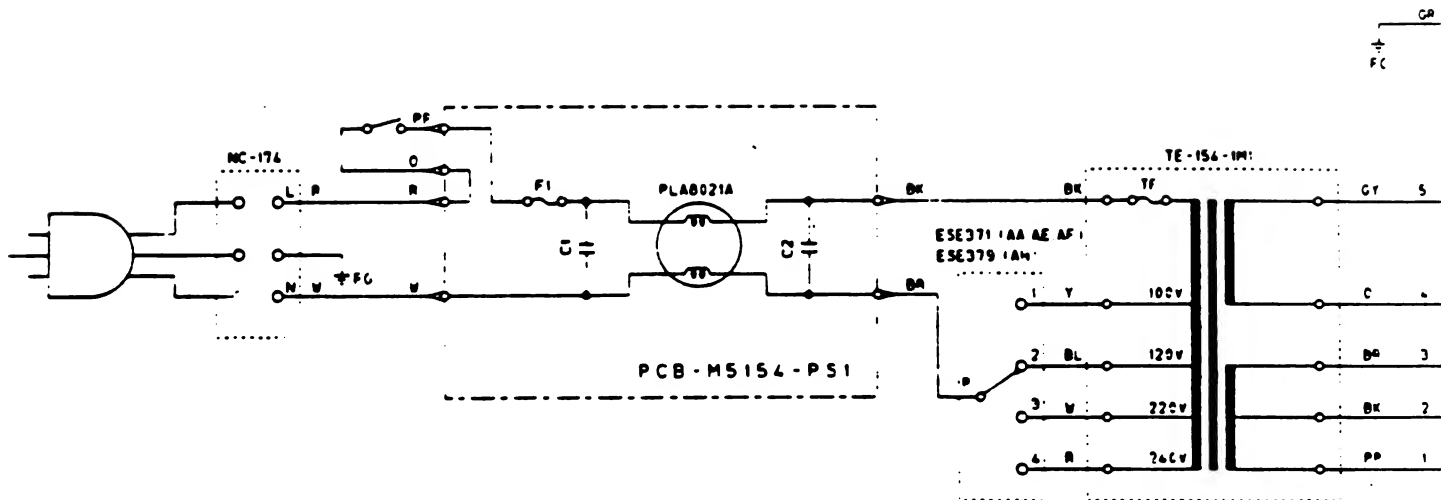 GR
FG
PF
NC-174
O
TE-154-1M1
L R
R
F1
PLA8021A
BK
BK
TF
GY 5
C1
C2
ESE371 (AA AE AF)
ESE379 (AH)
FG
N W
W
BR
1 Y 100V
4
PCB-M5154-PS1
2 BL 120V
BR 3
P
3 W 220V
BK 2
4 R 240V
PP 1